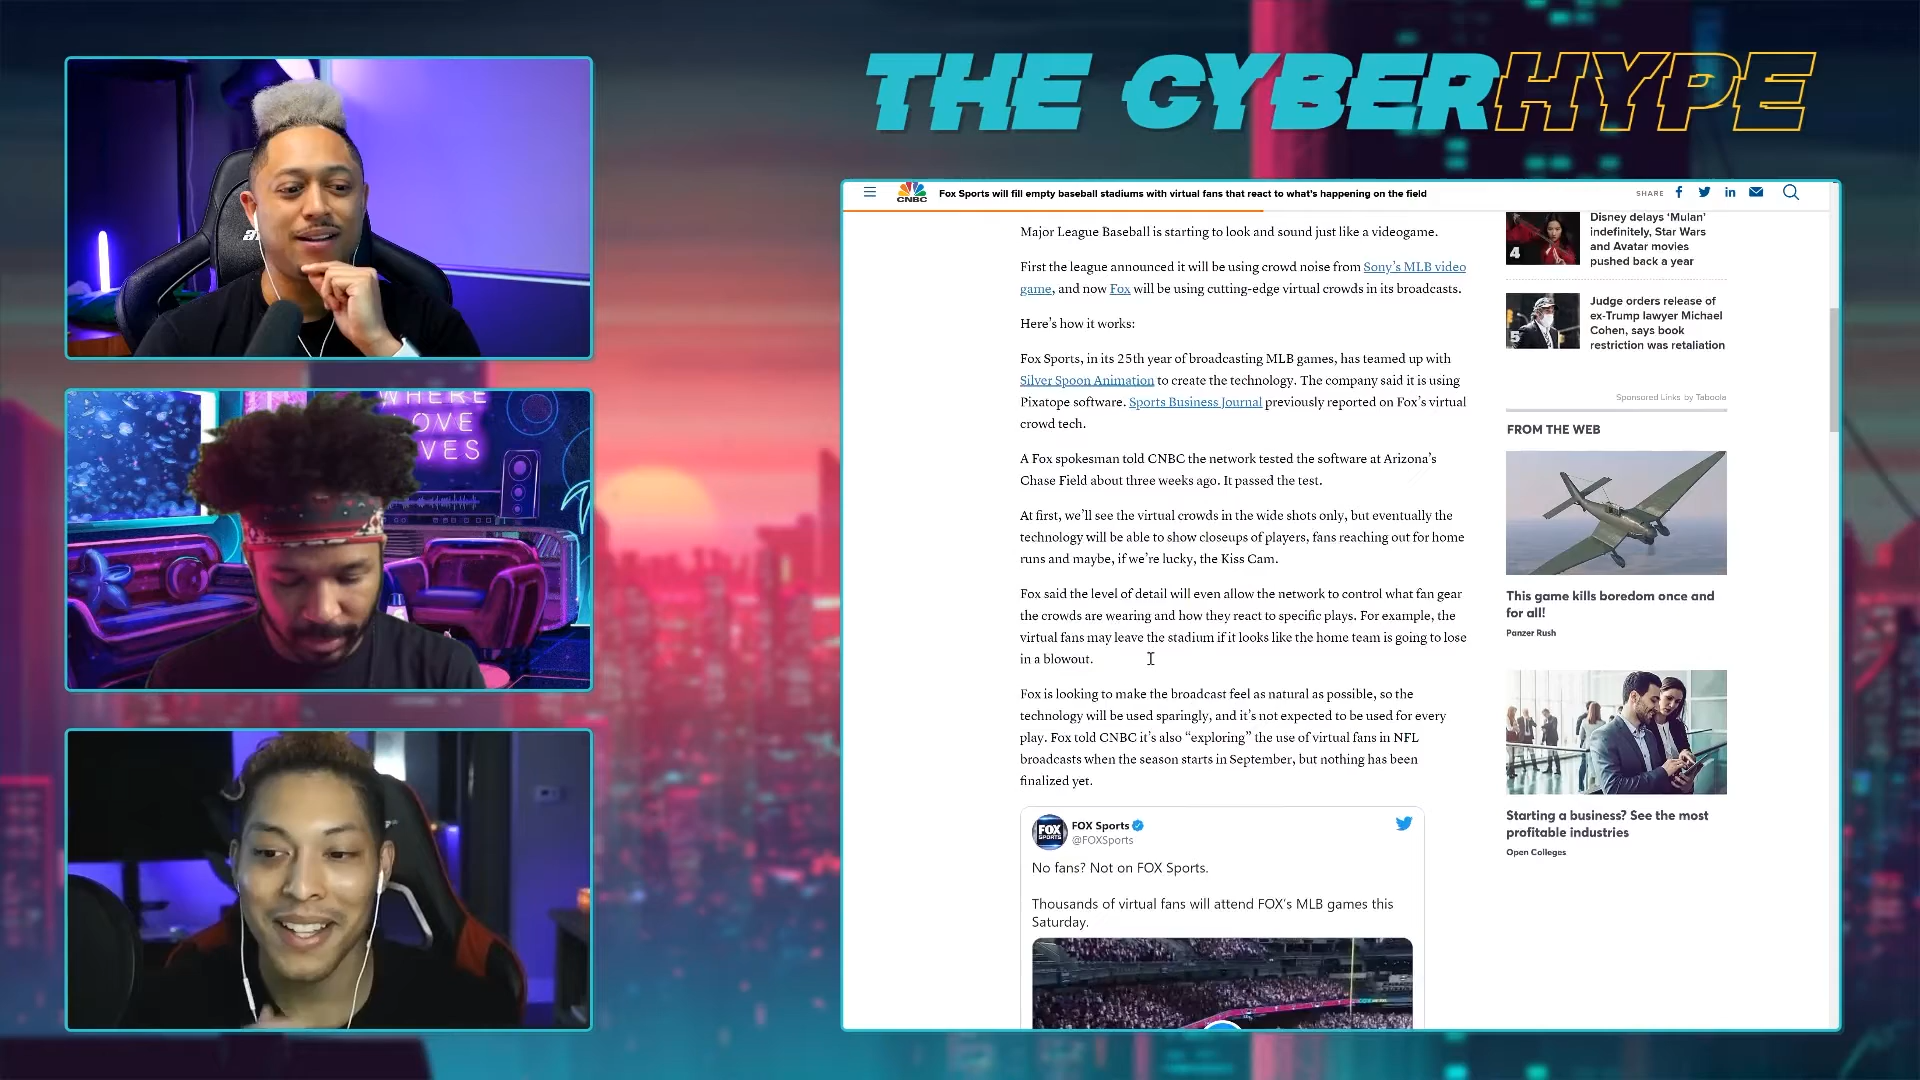 THE CYBERHYPE
WHERE
LOVE
CNBC
Fox Sports will fill empty baseball stadiums with virtual fans that react to what's happening on the field
SHARE
Major League Baseball is starting to look and sound just like a videogame.
First the league announced it will be using crowd noise from Sony's MLB video
game, and now Fox will be using cutting-edge virtual crowds in its broadcasts.
Here's how it works:
Fox Sports, in its 25th year of broadcasting MLB games, has teamed up with
Silver Spoon Animation to create the technology. The company said it is using
Pixatope software. Sports Business Journal previously reported on Fox's virtual
crowd tech.
A Fox spokesman told CNBC the network tested the software at Arizona's
Chase Field about three weeks ago. It passed the test.
At first, we'll see the virtual crowds in the wide shots only, but eventually the
technology will be able to show closeups of players, fans reaching out for home
runs and maybe, if we're lucky, the Kiss Cam.
Fox said the level of detail will even allow the network to control what fan gear
the crowds are wearing and how they react to specific plays. For example, the
virtual fans may leave the stadium if it looks like the home team is going to lose
in a blowout.
Fox is looking to make the broadcast feel as natural as possible, so the
technology will be used sparingly, and it's not expected to be used for every
play. Fox told CNBC it's also “exploring” the use of virtual fans in NFL
broadcasts when the season starts in September, but nothing has been
finalized yet.
FOX SPORTS
FOX Sports
@FOXSports
No fans? Not on FOX Sports.
Thousands of virtual fans will attend FOX's MLB games this
Saturday.
4
Disney delays ‘Mulan’
indefinitely, Star Wars
and Avatar movies
pushed back a year
5
Judge orders release of
ex-Trump lawyer Michael
Cohen, says book
restriction was retaliation
Sponsored Links by Taboola
FROM THE WEB
This game kills boredom once and
for all!
Panzer Rush
Starting a business? See the most
profitable industries
Open Colleges